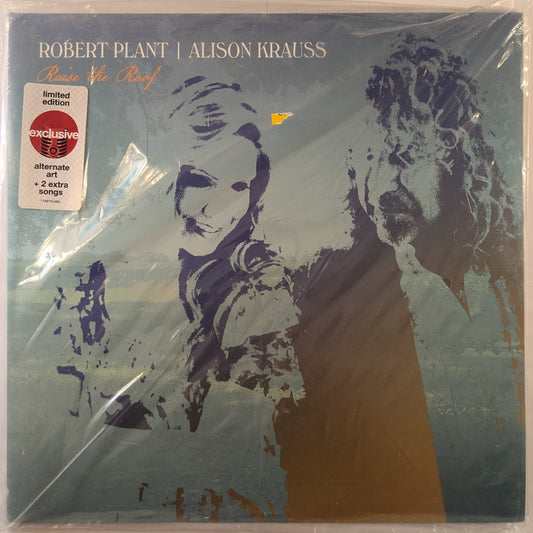 ROBERT PLANT | ALISON KRAUSS
Raise the Roof
limited
edition
exclusive
alternate
art
+ 2 extra
songs